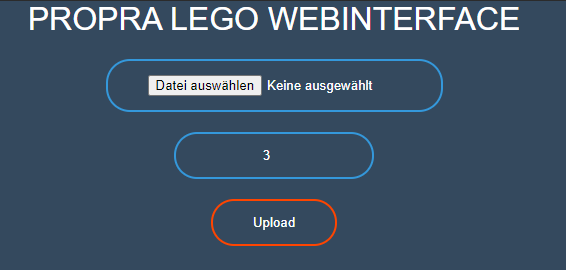 PROPRA LEGO WEBINTERFACE
Datei auswählen Keine ausgewählt
3
Upload